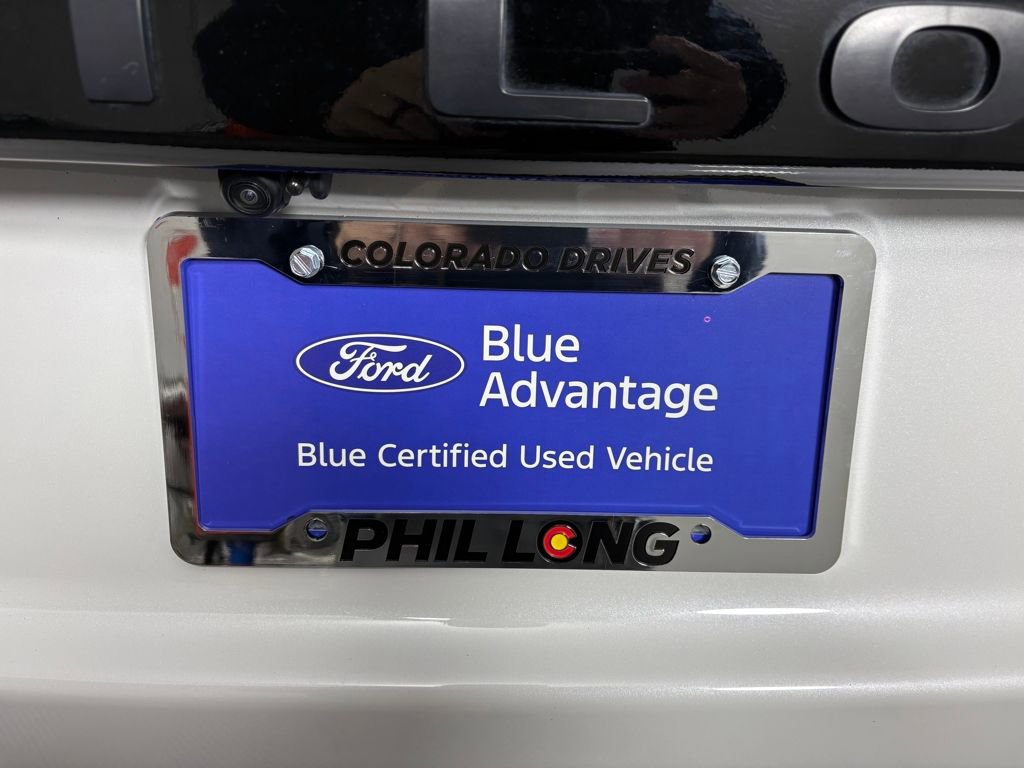 COLORADO DRIVES
Ford
Blue
Advantage
Blue Certified Used Vehicle
PHIL LONG